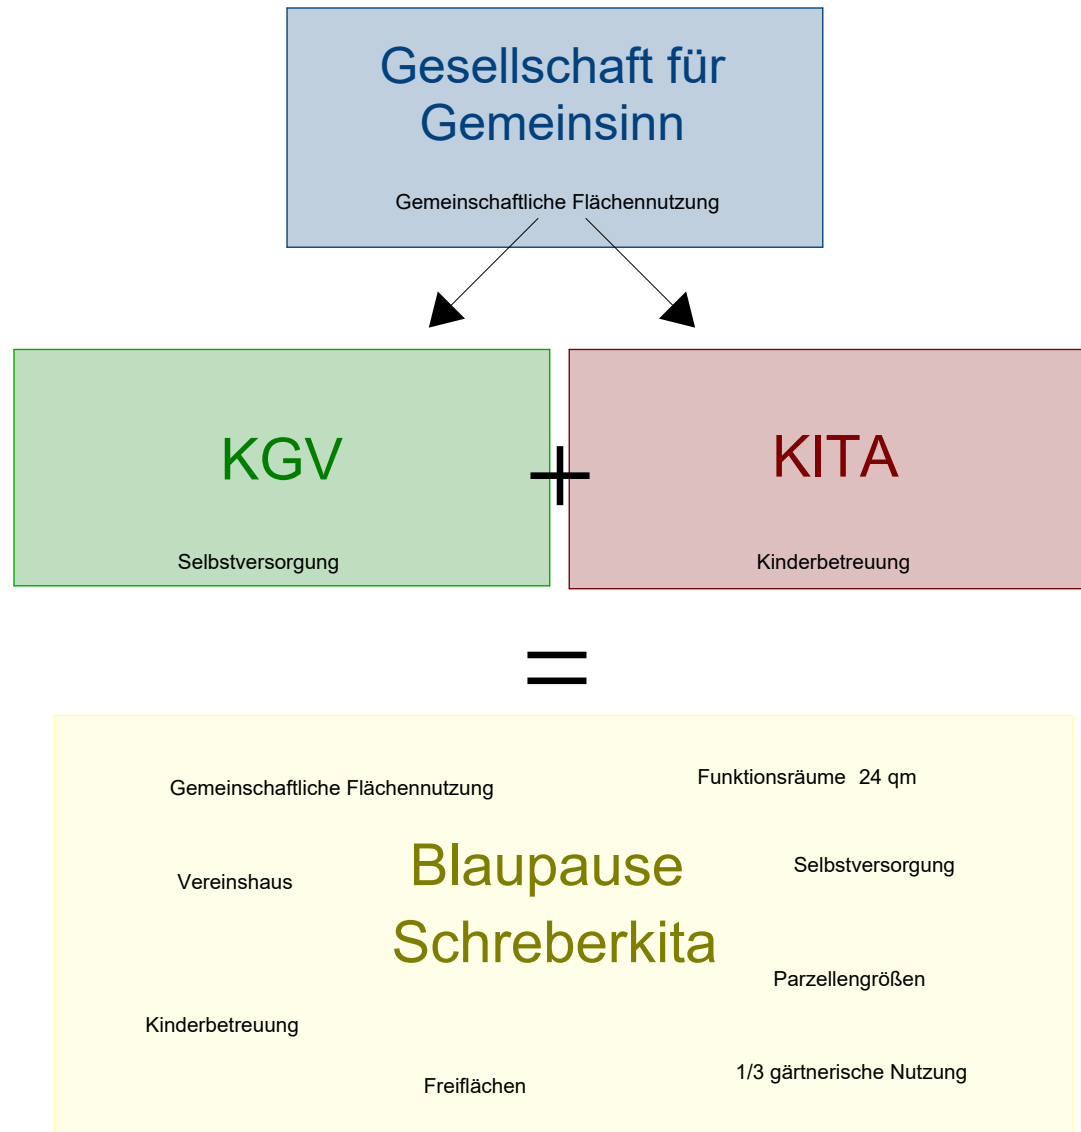 Gesellschaft für
Gemeinsinn
Gemeinschaftliche Flächennutzung
KGV
+
KITA
Selbstversorgung
Kinderbetreuung
=
Gemeinschaftliche Flächennutzung
Funktionsräume 24 qm
Blaupause
Schreberkita
Vereinshaus
Selbstversorgung
Parzellengrößen
Kinderbetreuung
Freiflächen
1/3 gärtnerische Nutzung